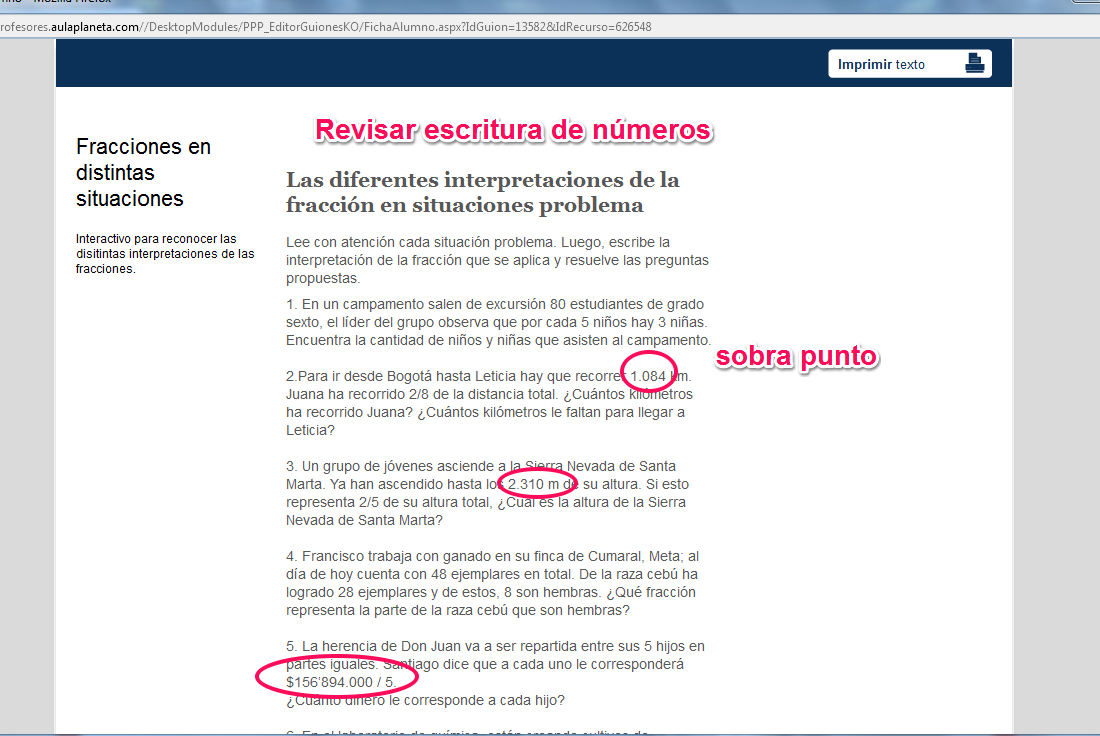 rofesores.aulaplaneta.com//DesktopModules/PPP_EditorGuionesKO/FichaAlumno.aspx?IdGuion=13582&IdRecurso=626548
Imprimir texto
Revisar escritura de números
Fracciones en
distintas
situaciones
Interactivo para reconocer las
disitintas interpretaciones de las
fracciones.
Las diferentes interpretaciones de la
fracción en situaciones problema
Lee con atención cada situación problema. Luego, escribe la
interpretación de la fracción que se aplica y resuelve las preguntas
propuestas.
1. En un campamento salen de excursión 80 estudiantes de grado
sexto, el líder del grupo observa que por cada 5 niños hay 3 niñas.
Encuentra la cantidad de niños y niñas que asisten al campamento.
sobra punto
2.Para ir desde Bogotá hasta Leticia hay que recorrer 1.084 km.
Juana ha recorrido 2/8 de la distancia total. ¿Cuántos kilómetros
ha recorrido Juana? ¿Cuántos kilómetros le faltan para llegar a
Leticia?
3. Un grupo de jóvenes asciende a la Sierra Nevada de Santa
Marta. Ya han ascendido hasta los 2.310 m de su altura. Si esto
representa 2/5 de su altura total, ¿Cuál es la altura de la Sierra
Nevada de Santa Marta?
4. Francisco trabaja con ganado en su finca de Cumaral, Meta; al
día de hoy cuenta con 48 ejemplares en total. De la raza cebú ha
logrado 28 ejemplares y de estos, 8 son hembras. ¿Qué fracción
representa la parte de la raza cebú que son hembras?
5. La herencia de Don Juan va a ser repartida entre sus 5 hijos en
partes iguales. Santiago dice que a cada uno le corresponderá
$156'894.000 / 5.
¿Cuánto dinero le corresponde a cada hijo?